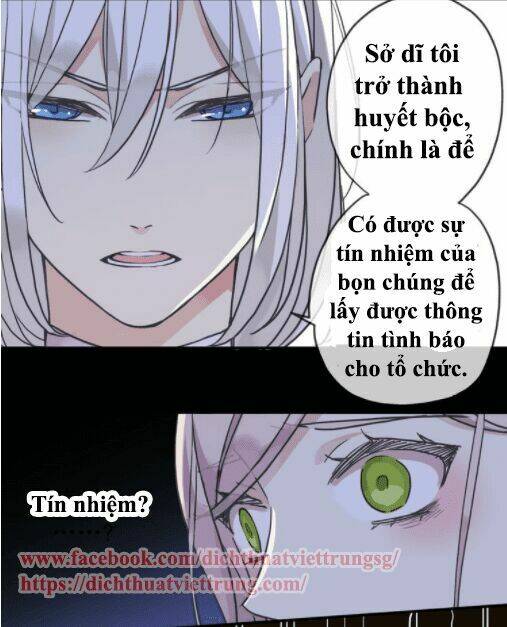 Sở dĩ tôi
trở thành
huyết bộc,
chính là để
Có được sự
tín nhiệm của
bọn chúng để
lấy được thông
tin tình báo
cho tổ chức.
Tín nhiệm?
......
www.facebook.com/dichthuatviettrungsg/
https://dichthuatviettrung.com/